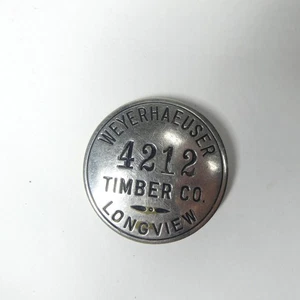 WEYERHAEUSER
4212
TIMBER CO.
LONGVIEW